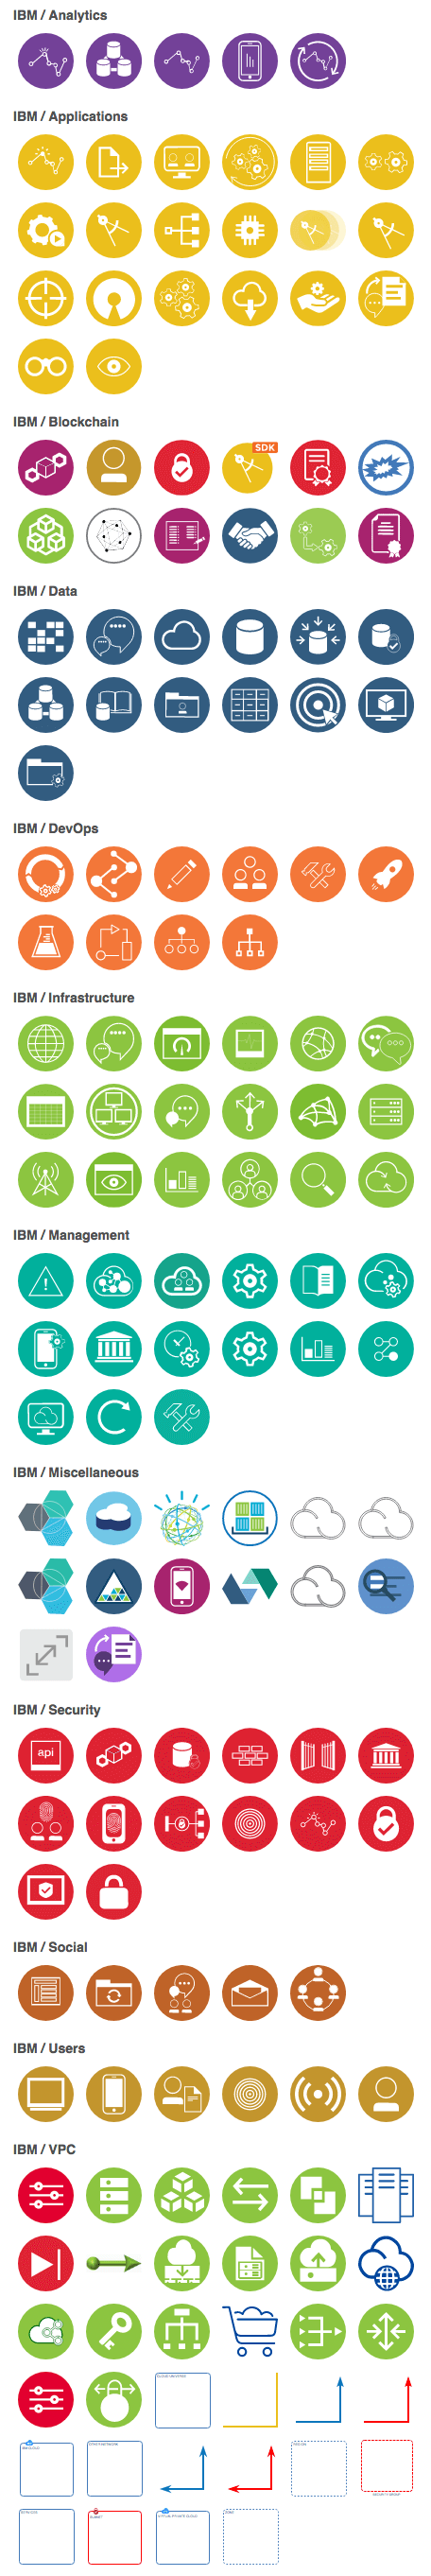 IBM / Analytics
IBM / Applications
IBM / Blockchain
SDK
IBM / Data
IBM / DevOps
IBM / Infrastructure
IBM / Management
IBM / Miscellaneous
IBM / Security
api
IBM / Social
IBM / Users
IBM / VPC